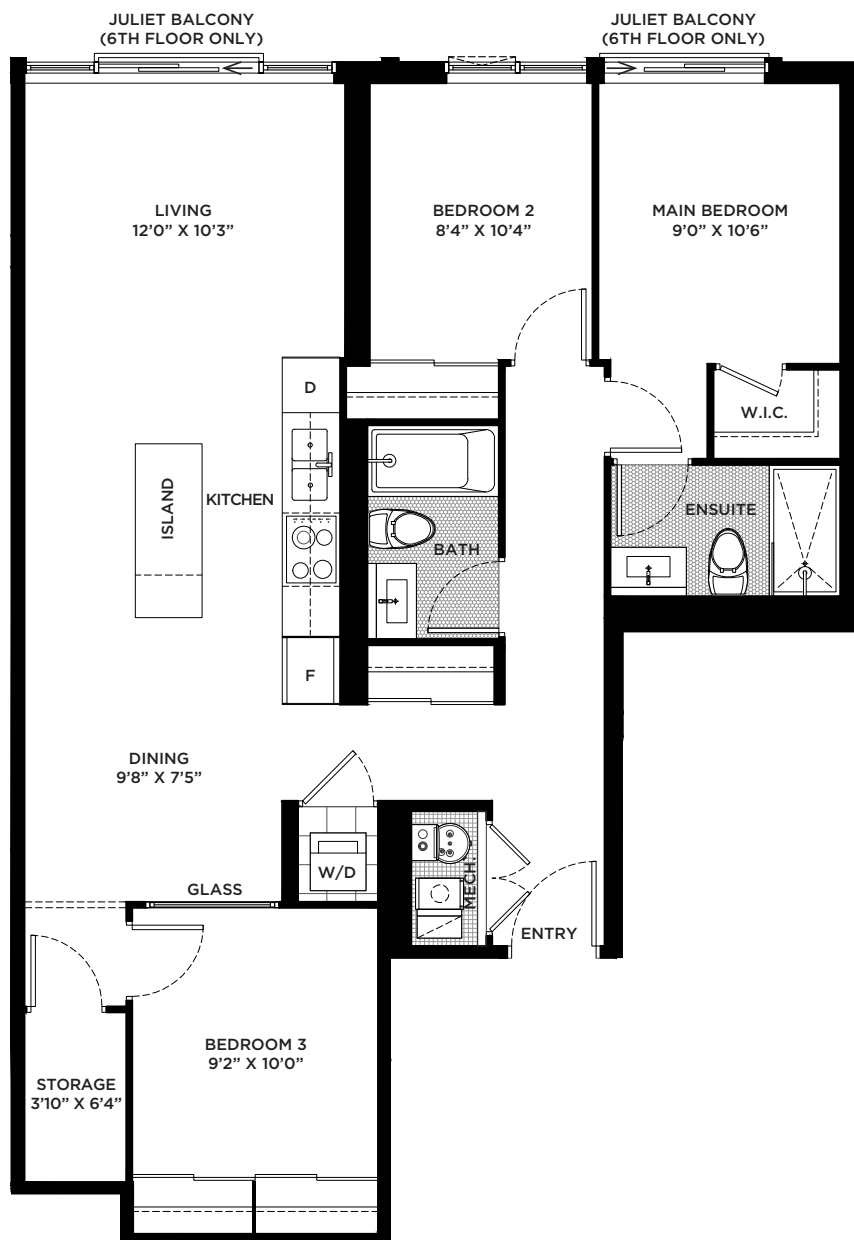 JULIET BALCONY
(6TH FLOOR ONLY)
JULIET BALCONY
(6TH FLOOR ONLY)
LIVING
12'0" X 10'3"
BEDROOM 2
8'4" X 10'4"
MAIN BEDROOM
9'0" X 10'6"
D
W.I.C.
ISLAND
KITCHEN
BATH
ENSUITE
F
DINING
9'8" X 7'5"
W/D
MECH.
GLASS
ENTRY
BEDROOM 3
9'2" X 10'0"
STORAGE
3'10" X 6'4"